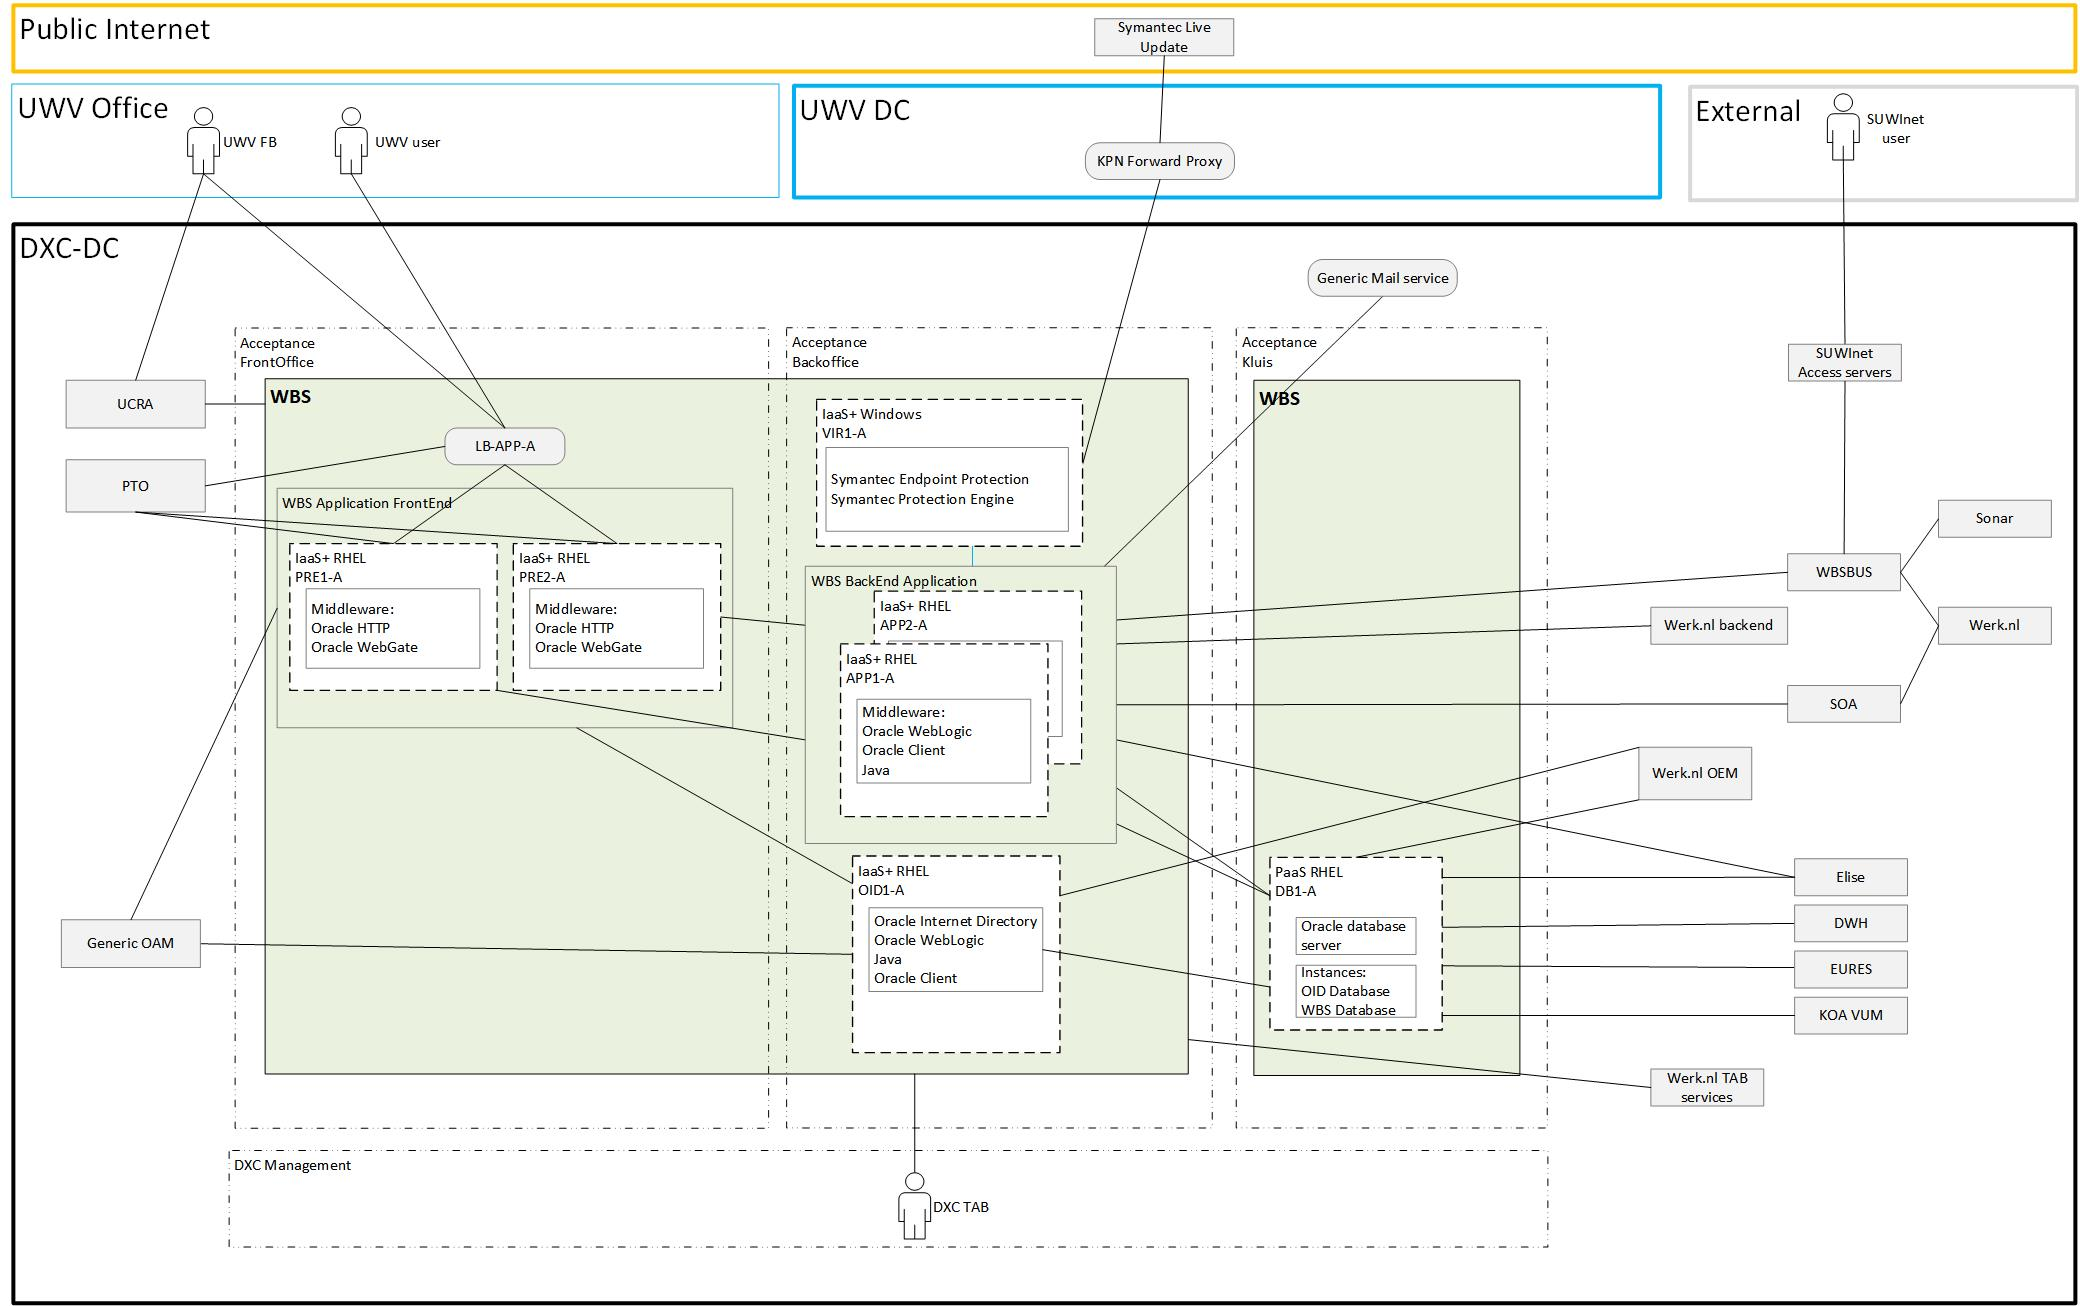 Public Internet
Symantec Live
Update
UWV Office
UWV FB
UWV user
UWV DC
KPN Forward Proxy
External
SUWInet
user
DXC-DC
Generic Mail service
Acceptance
FrontOffice
Acceptance
Backoffice
Acceptance
Kluis
SUWInet
Access servers
UCRA
PTO
WBS
LB-APP-A
WBS Application FrontEnd
IaaS+ RHEL
PRE1-A
Middleware:
Oracle HTTP
Oracle WebGate
IaaS+ RHEL
PRE2-A
Middleware:
Oracle HTTP
Oracle WebGate
IaaS+ Windows
VIR1-A
Symantec Endpoint Protection
Symantec Protection Engine
WBS BackEnd Application
IaaS+ RHEL
APP2-A
IaaS+ RHEL
APP1-A
Middleware:
Oracle WebLogic
Oracle Client
Java
IaaS+ RHEL
OID1-A
Oracle Internet Directory
Oracle WebLogic
Java
Oracle Client
WBS
PaaS RHEL
DB1-A
Oracle database
server
Instances:
OID Database
WBS Database
Sonar
WBSBUS
Werk.nl backend
Werk.nl
SOA
Werk.nl OEM
Elise
DWH
EURES
KOA VUM
Werk.nl TAB
services
Generic OAM
DXC Management
DXC TAB